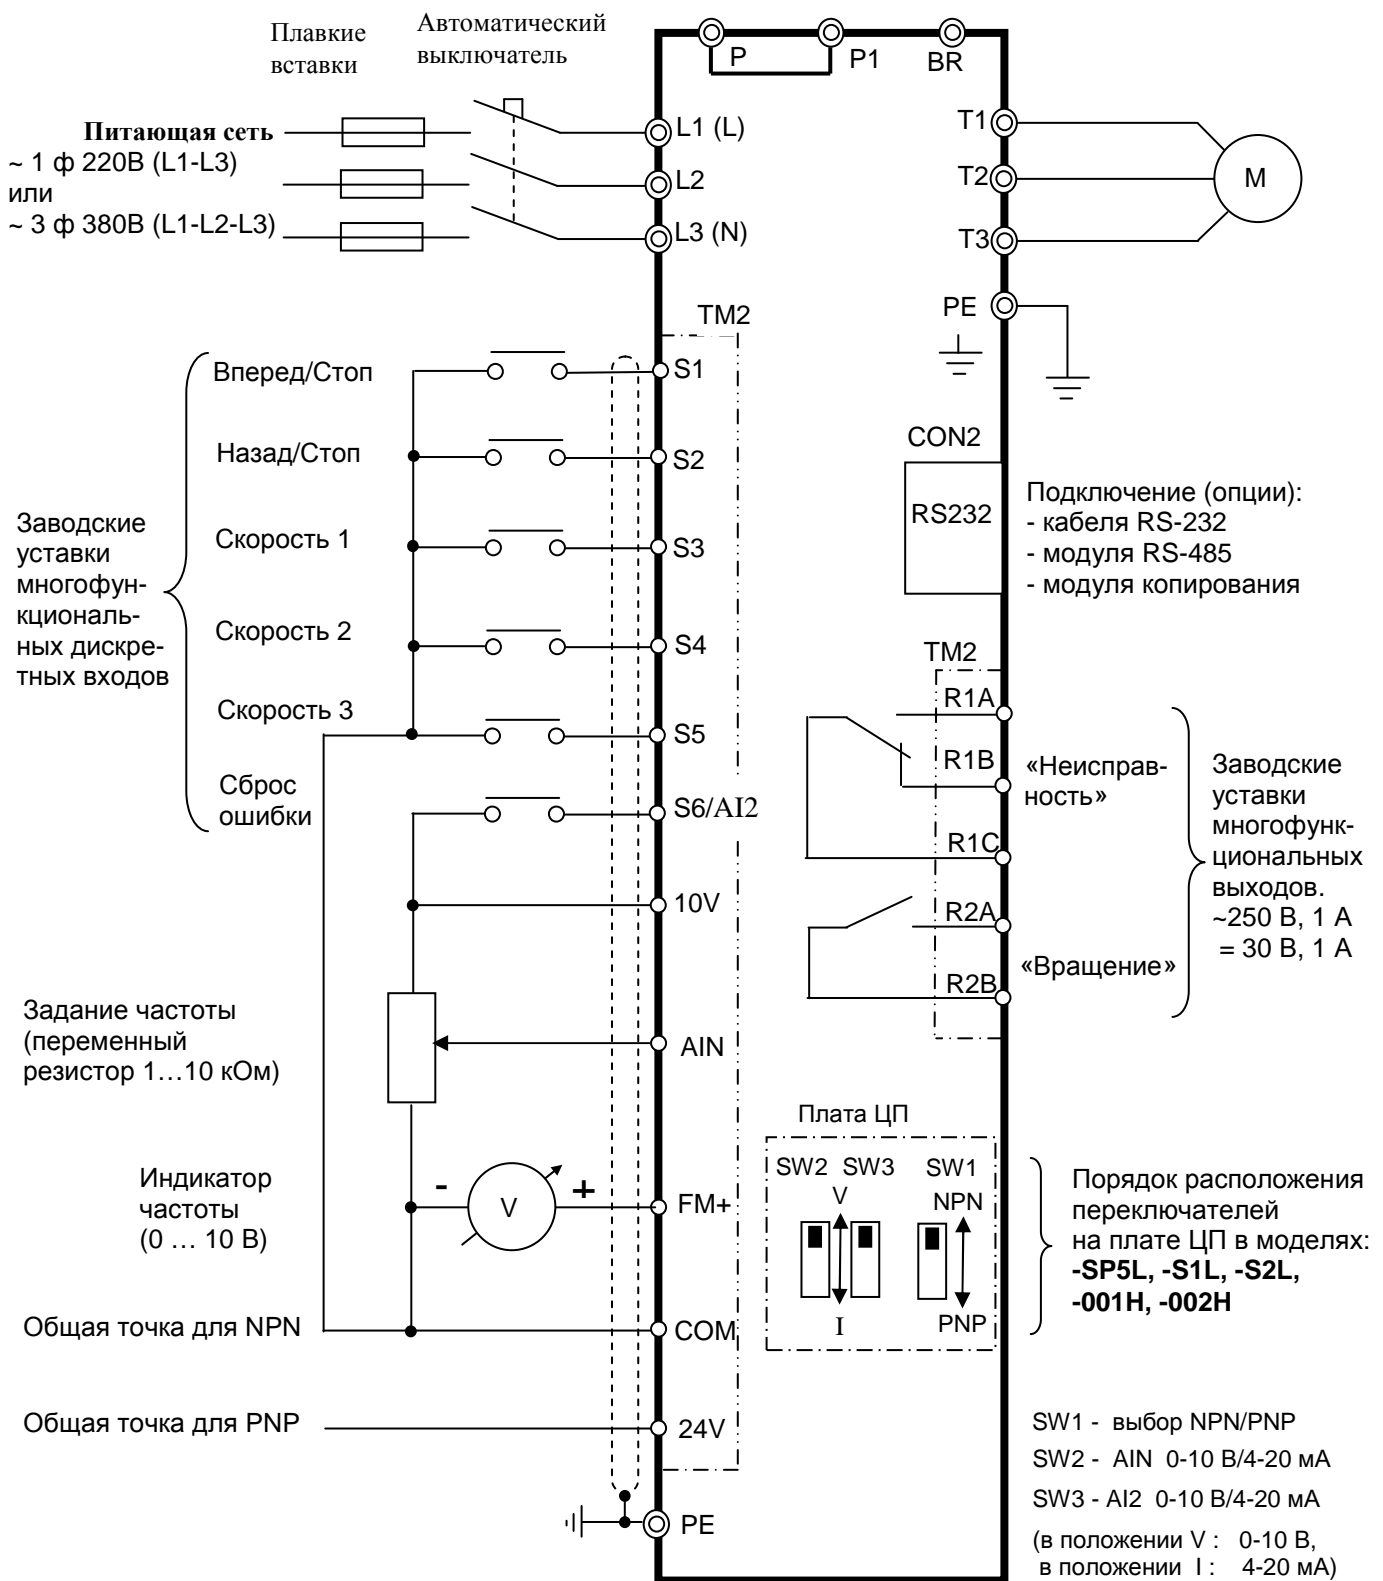 Плавкие
вставки
Автоматический
выключатель
P
P1
BR
Питающая сеть
~ 1 ф 220В (L1-L3)
или
~ 3 ф 380В (L1-L2-L3)
L1 (L)
L2
L3 (N)
T1
T2
T3
M
PE
TM2
Вперед/Стоп
S1
Назад/Стоп
S2
Скорость 1
S3
Скорость 2
S4
Скорость 3
S5
Сброс
ошибки
S6/AI2
Заводские
уставки
многофун-
кциональ-
ных дискре-
тных входов
CON2
RS232
Подключение (опции):
- кабеля RS-232
- модуля RS-485
- модуля копирования
TM2
R1A
R1B
R1C
«Неисправ-
ность»
R2A
R2B
«Вращение»
Заводские
уставки
многофунк-
циональных
выходов.
~250 В, 1 А
= 30 В, 1 А
10V
Задание частоты
(переменный
резистор 1…10 кОм)
AIN
Индикатор
частоты
(0 … 10 В)
-
V
+
FM+
Общая точка для NPN
COM
Общая точка для PNP
24V
PE
Плата ЦП
SW2 SW3 SW1
V
NPN
I
PNP
Порядок расположения
переключателей
на плате ЦП в моделях:
-SP5L, -S1L, -S2L,
-001H, -002H
SW1 - выбор NPN/PNP
SW2 - AIN 0-10 В/4-20 мА
SW3 - AI2 0-10 В/4-20 мА
(в положении V : 0-10 В,
в положении I : 4-20 мА)